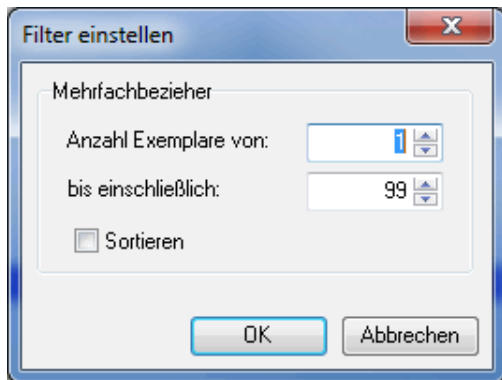 Filter einstellen
Mehrfachbezieher
Anzahl Exemplare von: 1
bis einschließlich: 99
Sortieren
OK Abbrechen